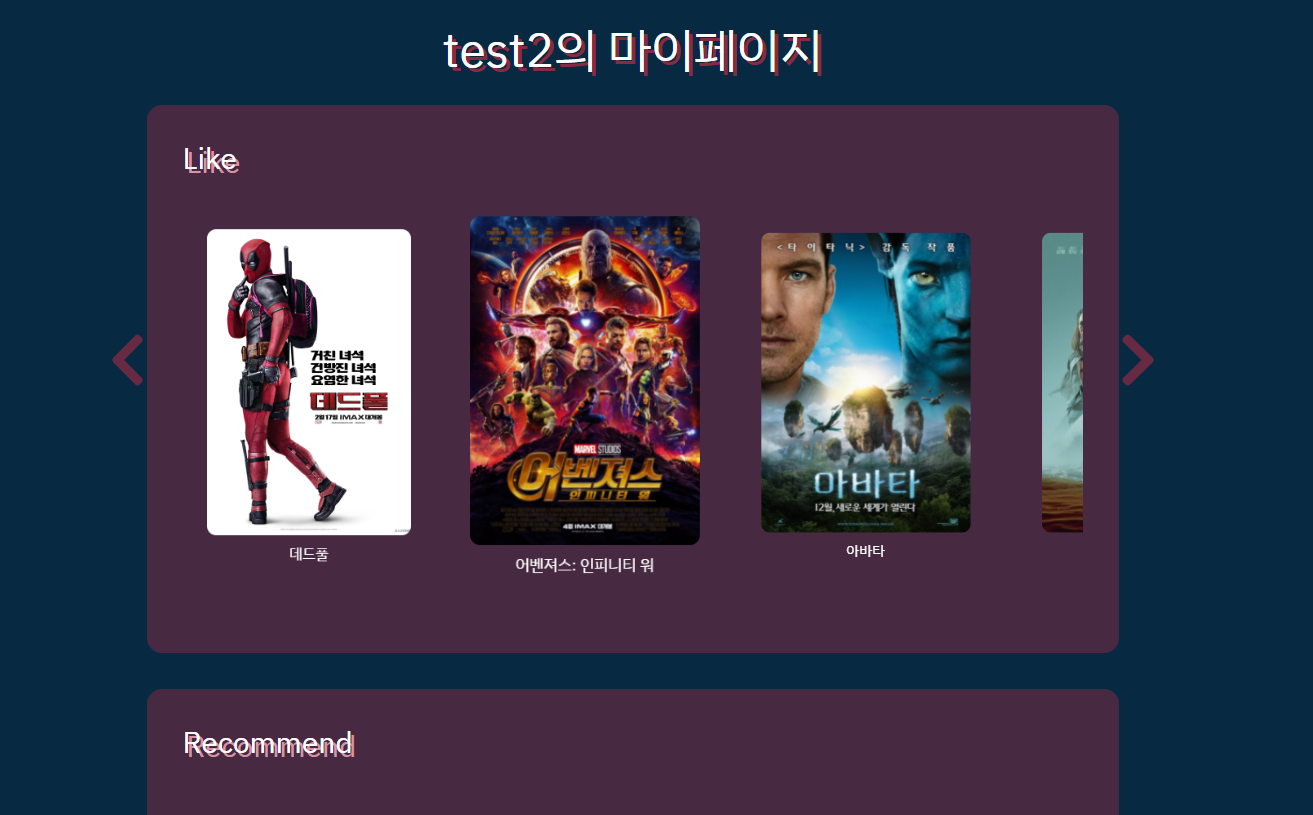 test2의 마이페이지
Like
거친 녀석
건방진 녀석
요염한 녀석
데드풀
2월 17일 IMAX 대개봉
데드풀
MARVEL STUDIOS
어벤져스
인피니티 워
4월 IMAX 대개봉
어벤져스: 인피니티 워
<타이타닉> 감독 작품
아바타
12월, 새로운 세계가 열린다
아바타
Recommend